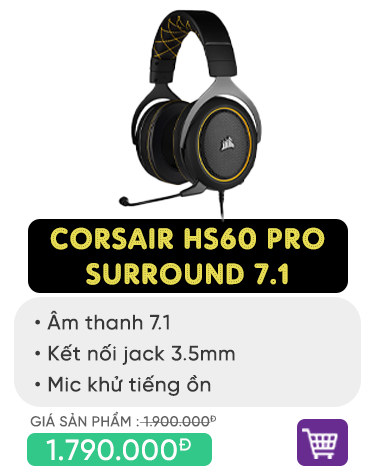 CORSAIR HS60 PRO
SURROUND 7.1
• Âm thanh 7.1
• Kết nối jack 3.5mm
• Mic khử tiếng ồn
GIÁ SẢN PHẨM : 1.900.000Đ
1.790.000Đ